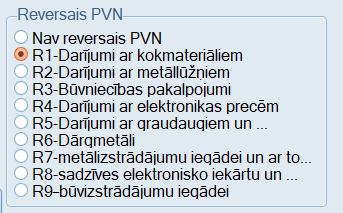 Reversais PVN
Nav reversais PVN
R1-Darījumi ar kokmateriāliem
R2-Darījumi ar metāllūžņiem
R3-Būvniecības pakalpojumi
R4-Darījumi ar elektronikas precēm
R5-Darījumi ar graudaugiem un ...
R6-Dārgmetāli
R7-metālizstrādājumu iegādei un ar to...
R8-sadzīves elektronisko iekārtu un ...
R9-būvizstrādājumu iegādei